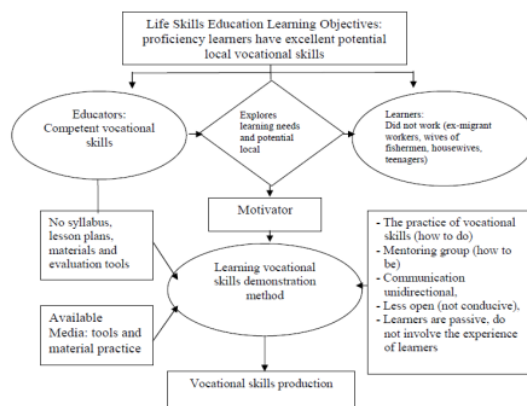 Life Skills Education Learning Objectives:
proficiency learners have excellent potential
local vocational skills
Educators:
Competent vocational
skills
Explores
learning needs
and potential
local
Learners:
Did not work (ex-migrant
workers, wives of
fishermen, housewives,
teenagers)
Motivator
No syllabus,
lesson plans,
materials and
evaluation tools
Learning vocational
skills demonstration
method
- The practice of vocational
skills (how to do)
- Mentoring group (how to
be)
- Communication
unidirectional,
- Less open (not conducive),
- Learners are passive, do
not involve the experience
of learners
Available
Media: tools and
material practice
Vocational skills production